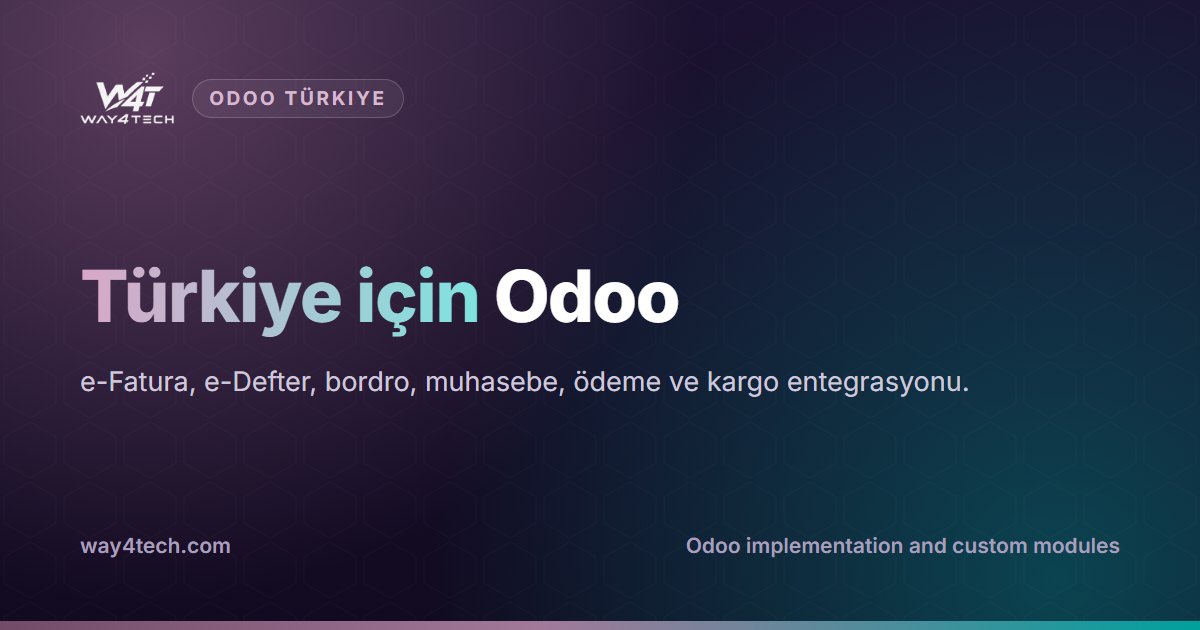 W4T
WAY4TECH
ODOO TÜRKIYE
Türkiye için Odoo
e-Fatura, e-Defter, bordro, muhasebe, ödeme ve kargo entegrasyonu.
way4tech.com
Odoo implementation and custom modules